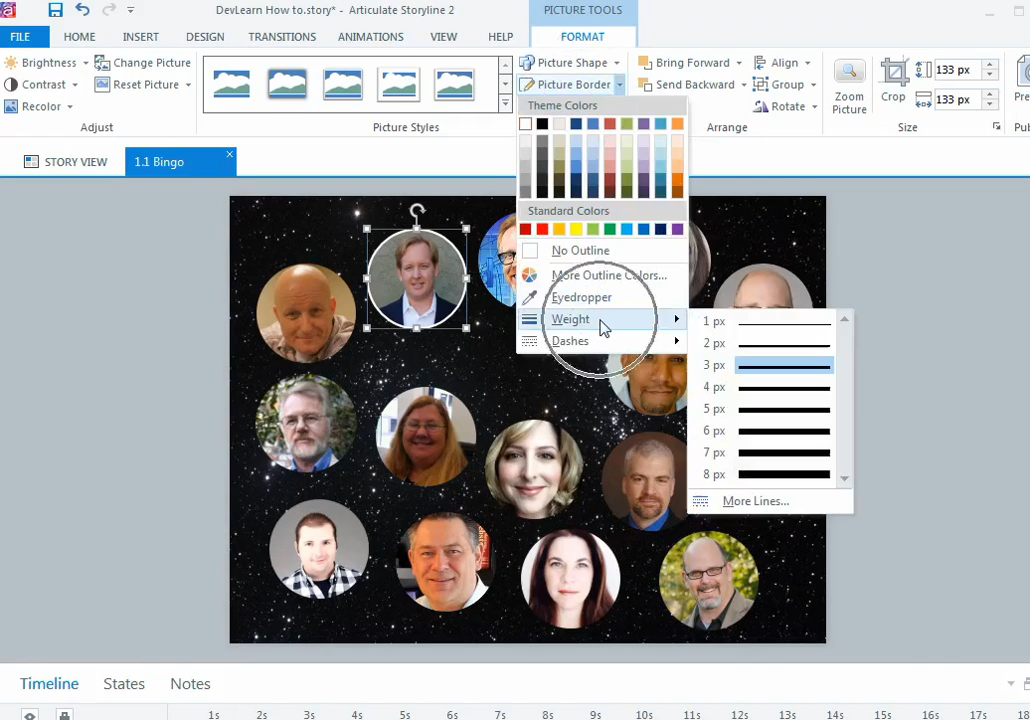 DevLearn How to.story* - Articulate Storyline 2
PICTURE TOOLS
FILE HOME INSERT DESIGN TRANSITIONS ANIMATIONS VIEW HELP FORMAT
Brightness
Contrast
Recolor
Change Picture
Reset Picture
Adjust
Picture Styles
Picture Shape
Picture Border
Bring Forward
Send Backward
Align
Group
Rotate
Arrange
Zoom
Picture
Crop
133 px
133 px
Size
Theme Colors
Standard Colors
No Outline
More Outline Colors...
Eyedropper
Weight
Dashes
1 px
2 px
3 px
4 px
5 px
6 px
7 px
8 px
More Lines...
STORY VIEW
1.1 Bingo
Timeline States Notes
1s 2s 3s 4s 5s 6s 7s 8s 9s 10s 11s 12s 13s 14s 15s 16s 17s